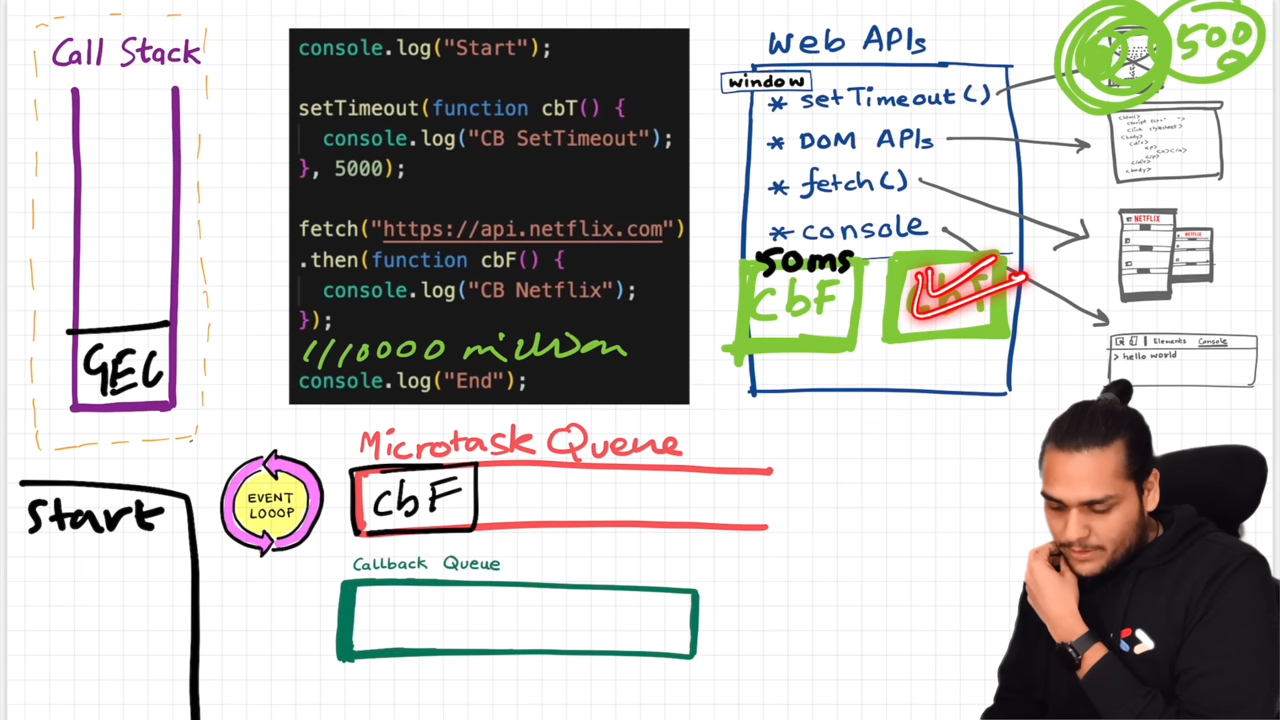 Call Stack
GEC
console.log("Start");
setTimeout(function cbT() {
console.log("CB SetTimeout");
}, 5000);
fetch("https://api.netflix.com")
.then(function cbF() {
console.log("CB Netflix");
});
console.log("End");
Web APIs
window
* setTimeout()
* DOM APIs
* fetch()
* console
50ms
cbF
cbF
500
NETFLIX
NETFLIX
Elements Console
> hello world
Microtask Queue
cbF
EVENT
LOOOP
Callback Queue
Start